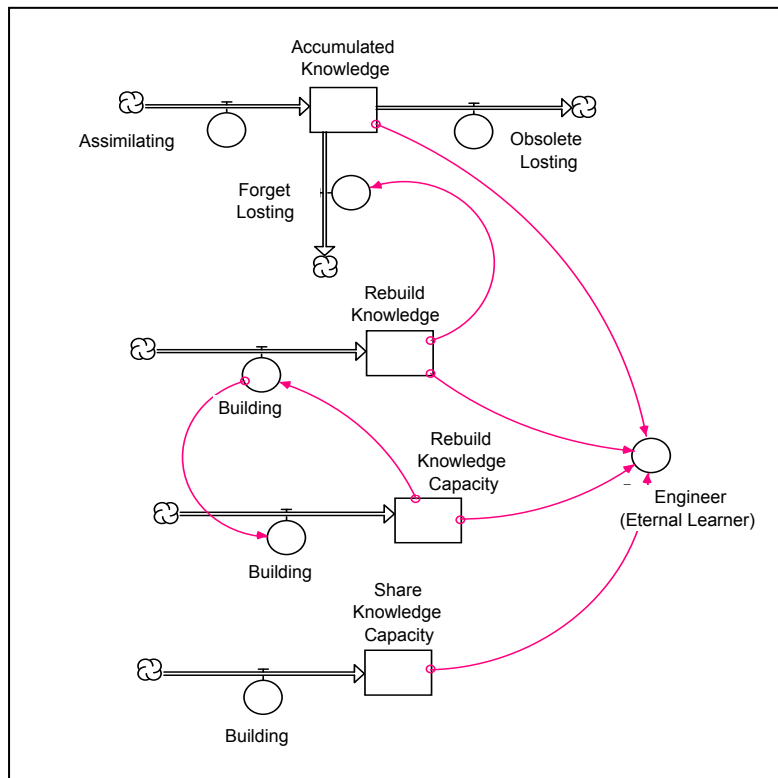 Accumulated
Knowledge
Assimilating
Obsolete
Losting
Forget
Losting
Rebuild
Knowledge
Building
Rebuild
Knowledge
Capacity
Engineer
(Eternal Learner)
Building
Share
Knowledge
Capacity
Building